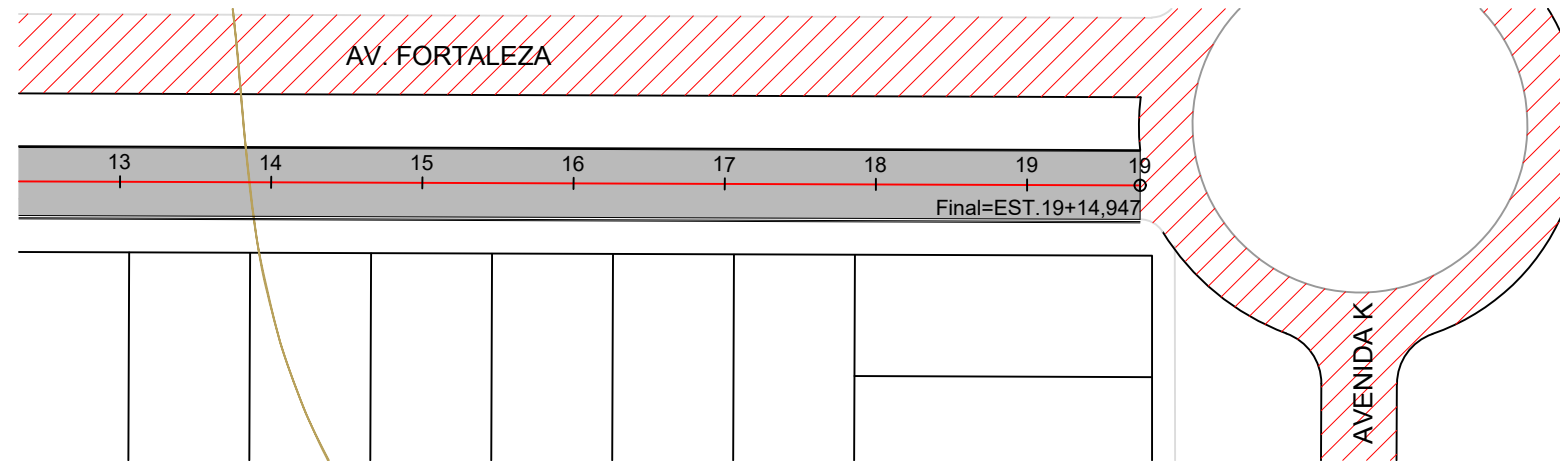 AV. FORTALEZA
13 14 15 16 17 18 19 19
Final=EST.19+14,947
AVENIDA K